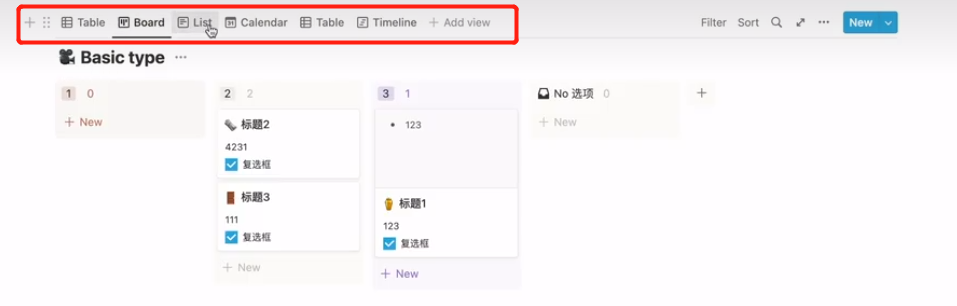 Table Board List Calendar Table Timeline + Add view Filter Sort New
Basic type
1 0
+ New
2 2
标题2
4231
复选框
标题3
111
复选框
+ New
3 1
123
标题1
123
复选框
+ New
No 选项 0
+ New